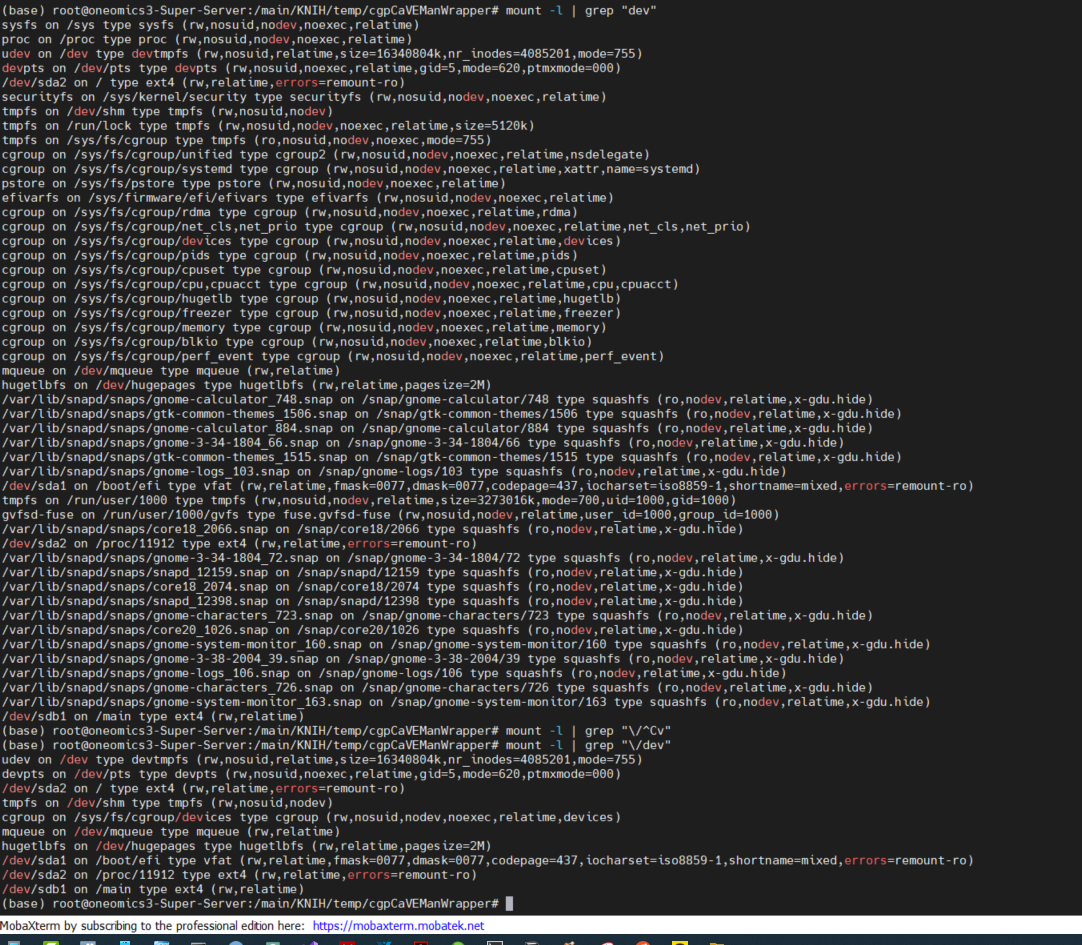 (base) root@oneomics3-Super-Server:/main/KNIH/temp/cgpCaVEManWrapper# mount -l | grep "dev"
sysfs on /sys type sysfs (rw,nosuid,nodev,noexec,relatime)
proc on /proc type proc (rw,nosuid,nodev,noexec,relatime)
udev on /dev type devtmpfs (rw,nosuid,relatime,size=16340804k,nr_inodes=4085201,mode=755)
devpts on /dev/pts type devpts (rw,nosuid,noexec,relatime,gid=5,mode=620,ptmxmode=000)
/dev/sda2 on / type ext4 (rw,relatime,errors=remount-ro)
securityfs on /sys/kernel/security type securityfs (rw,nosuid,nodev,noexec,relatime)
tmpfs on /dev/shm type tmpfs (rw,nosuid,nodev)
tmpfs on /run/lock type tmpfs (rw,nosuid,nodev,noexec,relatime,size=5120k)
tmpfs on /sys/fs/cgroup type tmpfs (ro,nosuid,nodev,noexec,mode=755)
cgroup on /sys/fs/cgroup/unified type cgroup2 (rw,nosuid,nodev,noexec,relatime,nsdelegate)
cgroup on /sys/fs/cgroup/systemd type cgroup (rw,nosuid,nodev,noexec,relatime,xattr,name=systemd)
pstore on /sys/fs/pstore type pstore (rw,nosuid,nodev,noexec,relatime)
efivarfs on /sys/firmware/efi/efivars type efivarfs (rw,nosuid,nodev,noexec,relatime)
cgroup on /sys/fs/cgroup/rdma type cgroup (rw,nosuid,nodev,noexec,relatime,rdma)
cgroup on /sys/fs/cgroup/net_cls,net_prio type cgroup (rw,nosuid,nodev,noexec,relatime,net_cls,net_prio)
cgroup on /sys/fs/cgroup/devices type cgroup (rw,nosuid,nodev,noexec,relatime,devices)
cgroup on /sys/fs/cgroup/pids type cgroup (rw,nosuid,nodev,noexec,relatime,pids)
cgroup on /sys/fs/cgroup/cpuset type cgroup (rw,nosuid,nodev,noexec,relatime,cpuset)
cgroup on /sys/fs/cgroup/cpu,cpuacct type cgroup (rw,nosuid,nodev,noexec,relatime,cpu,cpuacct)
cgroup on /sys/fs/cgroup/hugetlb type cgroup (rw,nosuid,nodev,noexec,relatime,hugetlb)
cgroup on /sys/fs/cgroup/freezer type cgroup (rw,nosuid,nodev,noexec,relatime,freezer)
cgroup on /sys/fs/cgroup/memory type cgroup (rw,nosuid,nodev,noexec,relatime,memory)
cgroup on /sys/fs/cgroup/blkio type cgroup (rw,nosuid,nodev,noexec,relatime,blkio)
cgroup on /sys/fs/cgroup/perf_event type cgroup (rw,nosuid,nodev,noexec,relatime,perf_event)
mqueue on /dev/mqueue type mqueue (rw,relatime)
hugetlbfs on /dev/hugepages type hugetlbfs (rw,relatime,pagesize=2M)
/var/lib/snapd/snaps/gnome-calculator_748.snap on /snap/gnome-calculator/748 type squashfs (ro,nodev,relatime,x-gdu.hide)
/var/lib/snapd/snaps/gtk-common-themes_1506.snap on /snap/gtk-common-themes/1506 type squashfs (ro,nodev,relatime,x-gdu.hide)
/var/lib/snapd/snaps/gnome-calculator_884.snap on /snap/gnome-calculator/884 type squashfs (ro,nodev,relatime,x-gdu.hide)
/var/lib/snapd/snaps/gnome-3-34-1804_66.snap on /snap/gnome-3-34-1804/66 type squashfs (ro,nodev,relatime,x-gdu.hide)
/var/lib/snapd/snaps/gtk-common-themes_1515.snap on /snap/gtk-common-themes/1515 type squashfs (ro,nodev,relatime,x-gdu.hide)
/var/lib/snapd/snaps/gnome-logs_103.snap on /snap/gnome-logs/103 type squashfs (ro,nodev,relatime,x-gdu.hide)
/dev/sda1 on /boot/efi type vfat (rw,relatime,fmask=0077,dmask=0077,codepage=437,iocharset=iso8859-1,shortname=mixed,errors=remount-ro)
tmpfs on /run/user/1000 type tmpfs (rw,nosuid,nodev,relatime,size=3273016k,mode=700,uid=1000,gid=1000)
gvfsd-fuse on /run/user/1000/gvfs type fuse.gvfsd-fuse (rw,nosuid,nodev,relatime,user_id=1000,group_id=1000)
/var/lib/snapd/snaps/core18_2066.snap on /snap/core18/2066 type squashfs (ro,nodev,relatime,x-gdu.hide)
/dev/sda2 on /proc/11912 type ext4 (rw,relatime,errors=remount-ro)
/var/lib/snapd/snaps/gnome-3-34-1804_72.snap on /snap/gnome-3-34-1804/72 type squashfs (ro,nodev,relatime,x-gdu.hide)
/var/lib/snapd/snaps/snapd_12159.snap on /snap/snapd/12159 type squashfs (ro,nodev,relatime,x-gdu.hide)
/var/lib/snapd/snaps/core18_2074.snap on /snap/core18/2074 type squashfs (ro,nodev,relatime,x-gdu.hide)
/var/lib/snapd/snaps/snapd_12398.snap on /snap/snapd/12398 type squashfs (ro,nodev,relatime,x-gdu.hide)
/var/lib/snapd/snaps/gnome-characters_723.snap on /snap/gnome-characters/723 type squashfs (ro,nodev,relatime,x-gdu.hide)
/var/lib/snapd/snaps/core20_1026.snap on /snap/core20/1026 type squashfs (ro,nodev,relatime,x-gdu.hide)
/var/lib/snapd/snaps/gnome-system-monitor_160.snap on /snap/gnome-system-monitor/160 type squashfs (ro,nodev,relatime,x-gdu.hide)
/var/lib/snapd/snaps/gnome-3-38-2004_39.snap on /snap/gnome-3-38-2004/39 type squashfs (ro,nodev,relatime,x-gdu.hide)
/var/lib/snapd/snaps/gnome-logs_106.snap on /snap/gnome-logs/106 type squashfs (ro,nodev,relatime,x-gdu.hide)
/var/lib/snapd/snaps/gnome-characters_726.snap on /snap/gnome-characters/726 type squashfs (ro,nodev,relatime,x-gdu.hide)
/var/lib/snapd/snaps/gnome-system-monitor_163.snap on /snap/gnome-system-monitor/163 type squashfs (ro,nodev,relatime,x-gdu.hide)
/dev/sdb1 on /main type ext4 (rw,relatime)
(base) root@oneomics3-Super-Server:/main/KNIH/temp/cgpCaVEManWrapper# mount -l | grep "\/^Cv"
(base) root@oneomics3-Super-Server:/main/KNIH/temp/cgpCaVEManWrapper# mount -l | grep "\/dev"
udev on /dev type devtmpfs (rw,nosuid,relatime,size=16340804k,nr_inodes=4085201,mode=755)
devpts on /dev/pts type devpts (rw,nosuid,noexec,relatime,gid=5,mode=620,ptmxmode=000)
/dev/sda2 on / type ext4 (rw,relatime,errors=remount-ro)
tmpfs on /dev/shm type tmpfs (rw,nosuid,nodev)
cgroup on /sys/fs/cgroup/devices type cgroup (rw,nosuid,nodev,noexec,relatime,devices)
mqueue on /dev/mqueue type mqueue (rw,relatime)
hugetlbfs on /dev/hugepages type hugetlbfs (rw,relatime,pagesize=2M)
/dev/sda1 on /boot/efi type vfat (rw,relatime,fmask=0077,dmask=0077,codepage=437,iocharset=iso8859-1,shortname=mixed,errors=remount-ro)
/dev/sda2 on /proc/11912 type ext4 (rw,relatime,errors=remount-ro)
/dev/sdb1 on /main type ext4 (rw,relatime)
(base) root@oneomics3-Super-Server:/main/KNIH/temp/cgpCaVEManWrapper#
MobaXterm by subscribing to the professional edition here: https://mobaxterm.mobatek.net